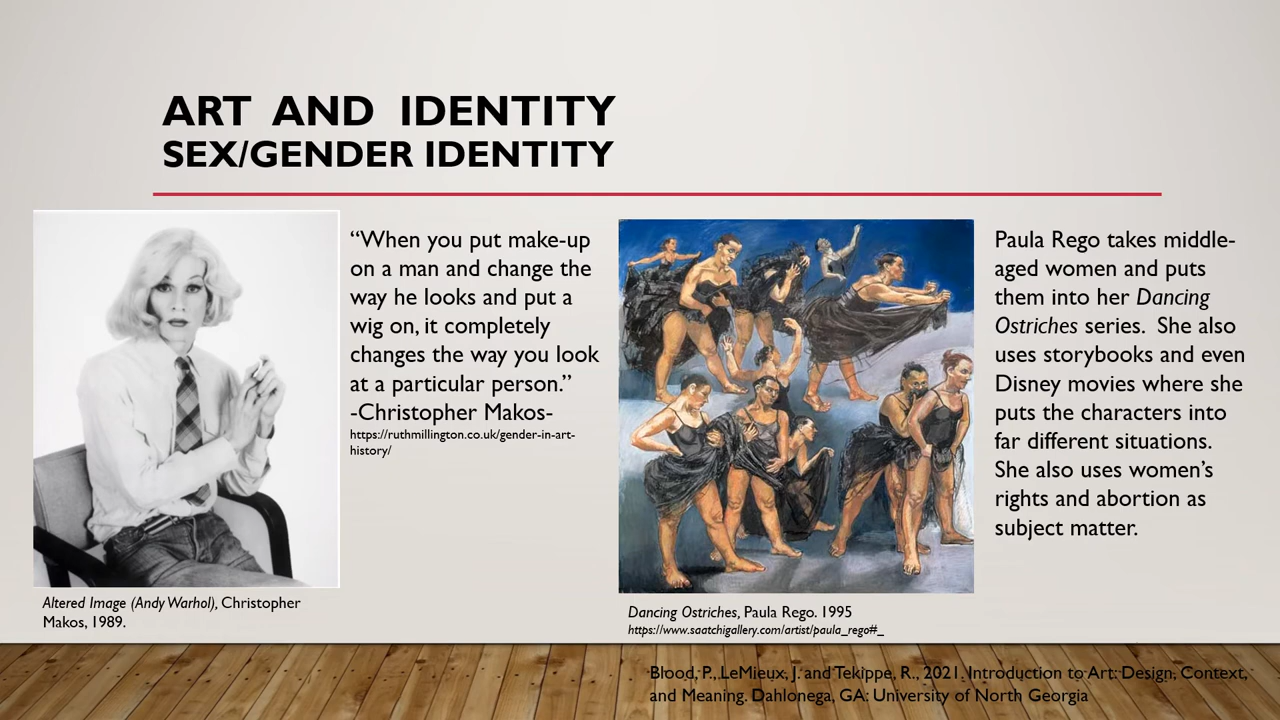 ART AND IDENTITY
SEX/GENDER IDENTITY
“When you put make-up
on a man and change the
way he looks and put a
wig on, it completely
changes the way you look
at a particular person.”
-Christopher Makos-
https://ruthmillington.co.uk/gender-in-art-
history/
Altered Image (Andy Warhol), Christopher
Makos, 1989.
Dancing Ostriches, Paula Rego. 1995
https://www.saatchigallery.com/artist/paula_rego#_
Paula Rego takes middle-
aged women and puts
them into her Dancing
Ostriches series.  She also
uses storybooks and even
Disney movies where she
puts the characters into
far different situations.
She also uses women’s
rights and abortion as
subject matter.
Blood, P., LeMieux, J. and Tekippe, R., 2021. Introduction to Art: Design, Context,
and Meaning. Dahlonega, GA: University of North Georgia